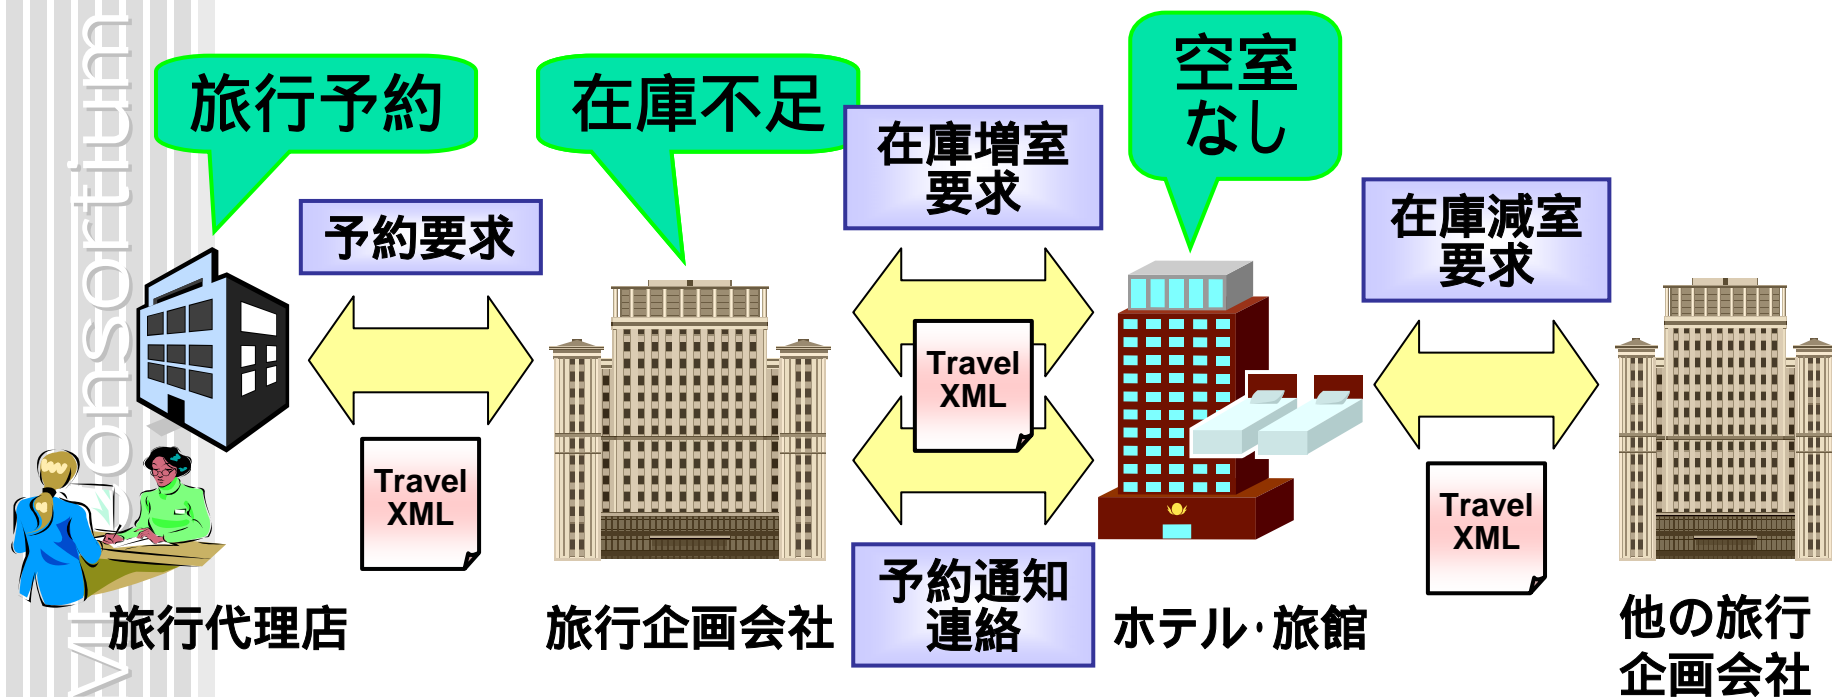 旅行予約
在庫不足
空室
なし
在庫増室
要求
予約要求
在庫減室
要求
Travel
XML
Travel
XML
Travel
XML
予約通知
連絡
旅行代理店
旅行企画会社
ホテル・旅館
他の旅行
企画会社
onsortium